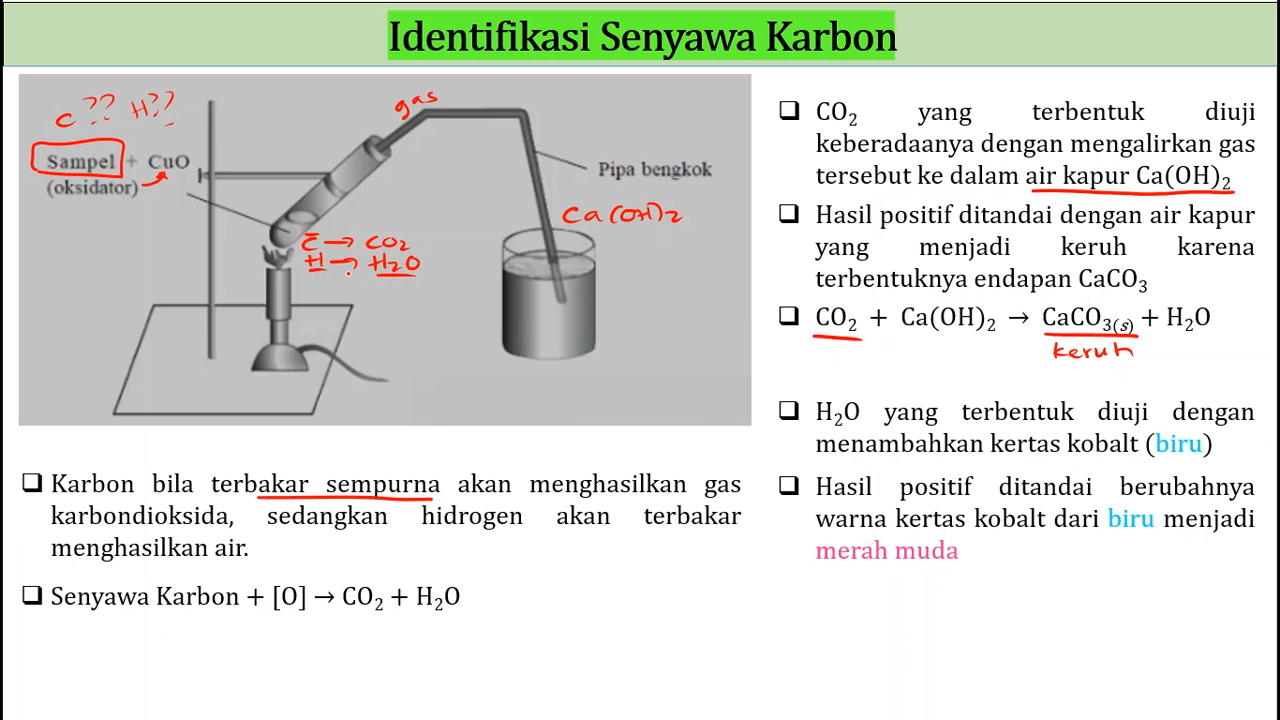 Identifikasi Senyawa Karbon
C ?? H??
Sampel + CuO
(oksidator)
gas
Pipa bengkok
Ca(OH)2
C → CO2
H → H2O
❑ Karbon bila terbakar sempurna akan menghasilkan gas
karbondioksida, sedangkan hidrogen akan terbakar
menghasilkan air.
❑ Senyawa Karbon + [O] → CO₂ + H₂O
❑ CO₂ yang terbentuk diuji
keberadaanya dengan mengalirkan gas
tersebut ke dalam air kapur Ca(OH)₂
❑ Hasil positif ditandai dengan air kapur
yang menjadi keruh karena
terbentuknya endapan CaCO₃
❑ CO₂ + Ca(OH)₂ → CaCO₃(s) + H₂O
keruh
❑ H₂O yang terbentuk diuji dengan
menambahkan kertas kobalt (biru)
❑ Hasil positif ditandai berubahnya
warna kertas kobalt dari biru menjadi
merah muda